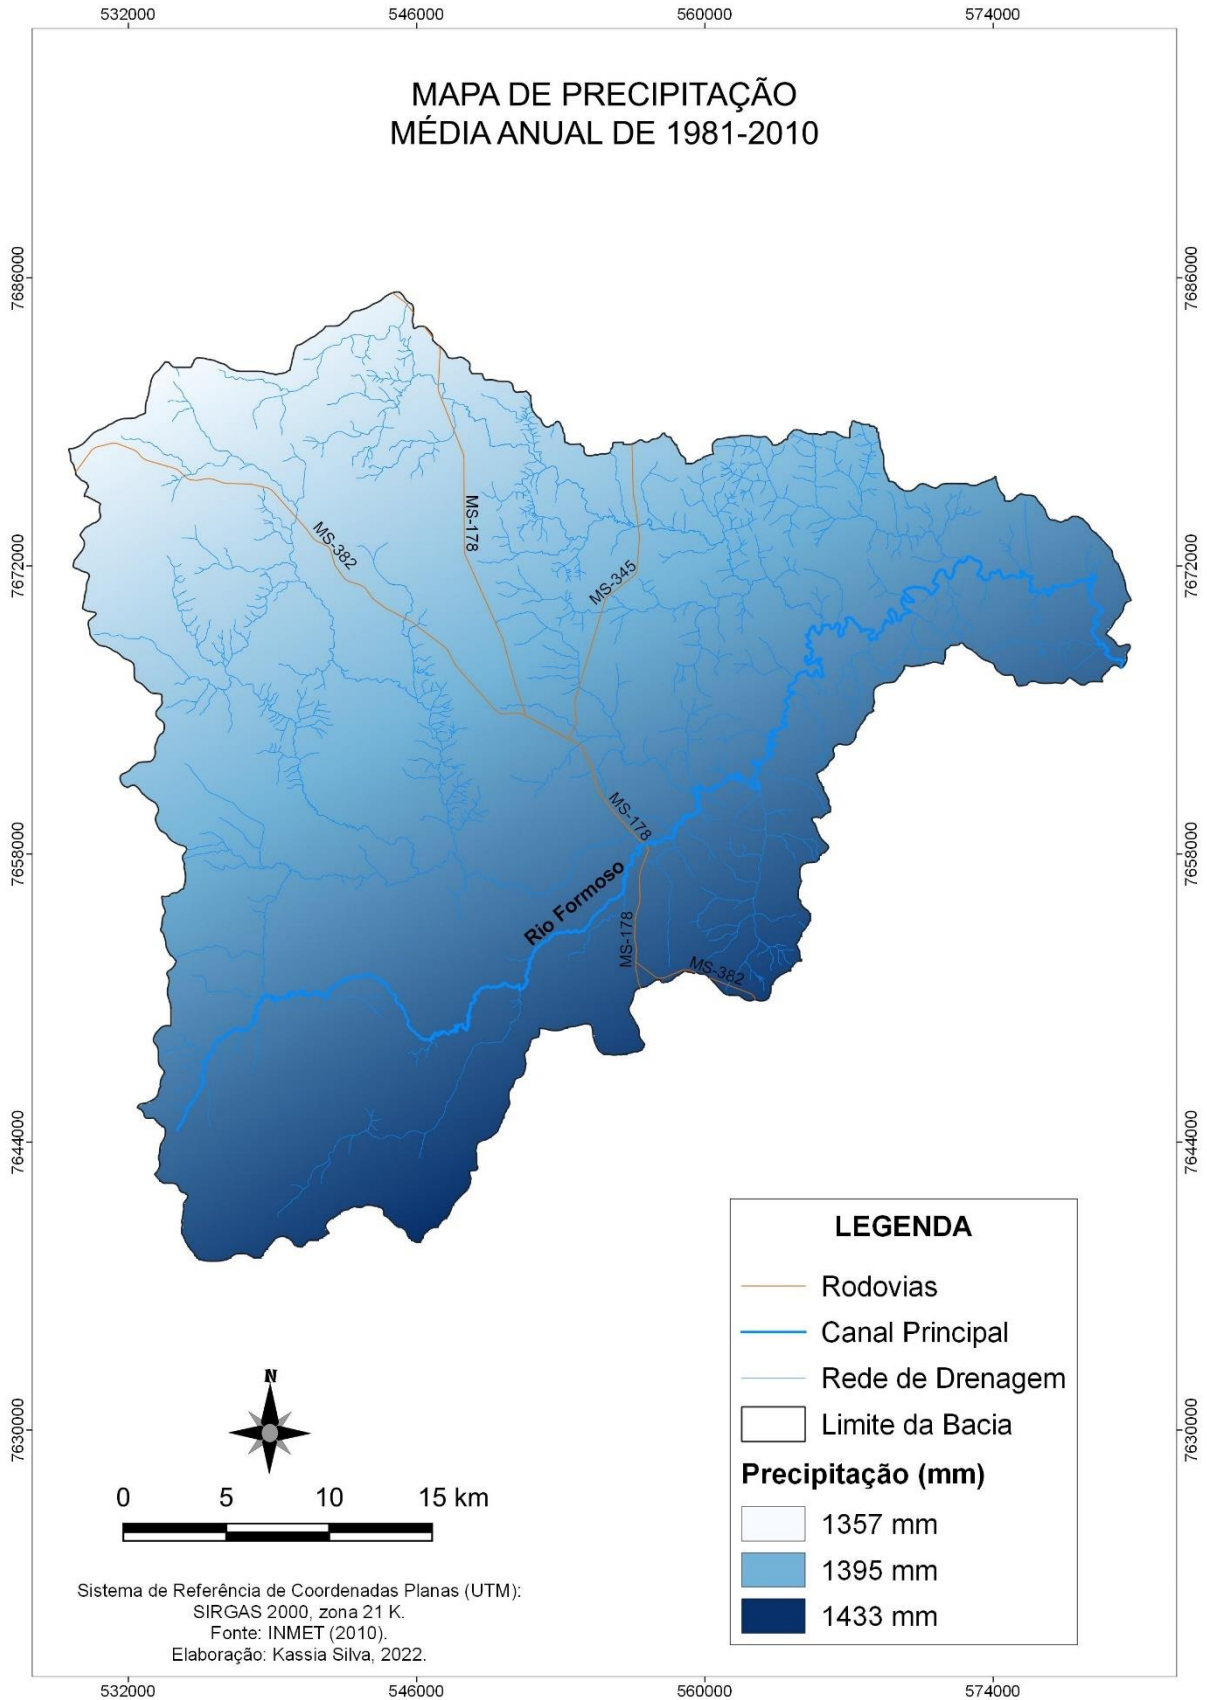 532000 546000 560000 574000
MAPA DE PRECIPITAÇÃO
MÉDIA ANUAL DE 1981-2010
7686000 7686000
MS-178
MS-382
7672000 7672000
MS-345
MS-178
7658000 7658000
Rio Formoso
MS-178
MS-382
7644000 7644000
LEGENDA
Rodovias
Canal Principal
Rede de Drenagem
Limite da Bacia
Precipitação (mm)
1357 mm
1395 mm
1433 mm
N
7630000 7630000
0 5 10 15 km
Sistema de Referência de Coordenadas Planas (UTM):
SIRGAS 2000, zona 21 K.
Fonte: INMET (2010).
Elaboração: Kassia Silva, 2022.
532000 546000 560000 574000